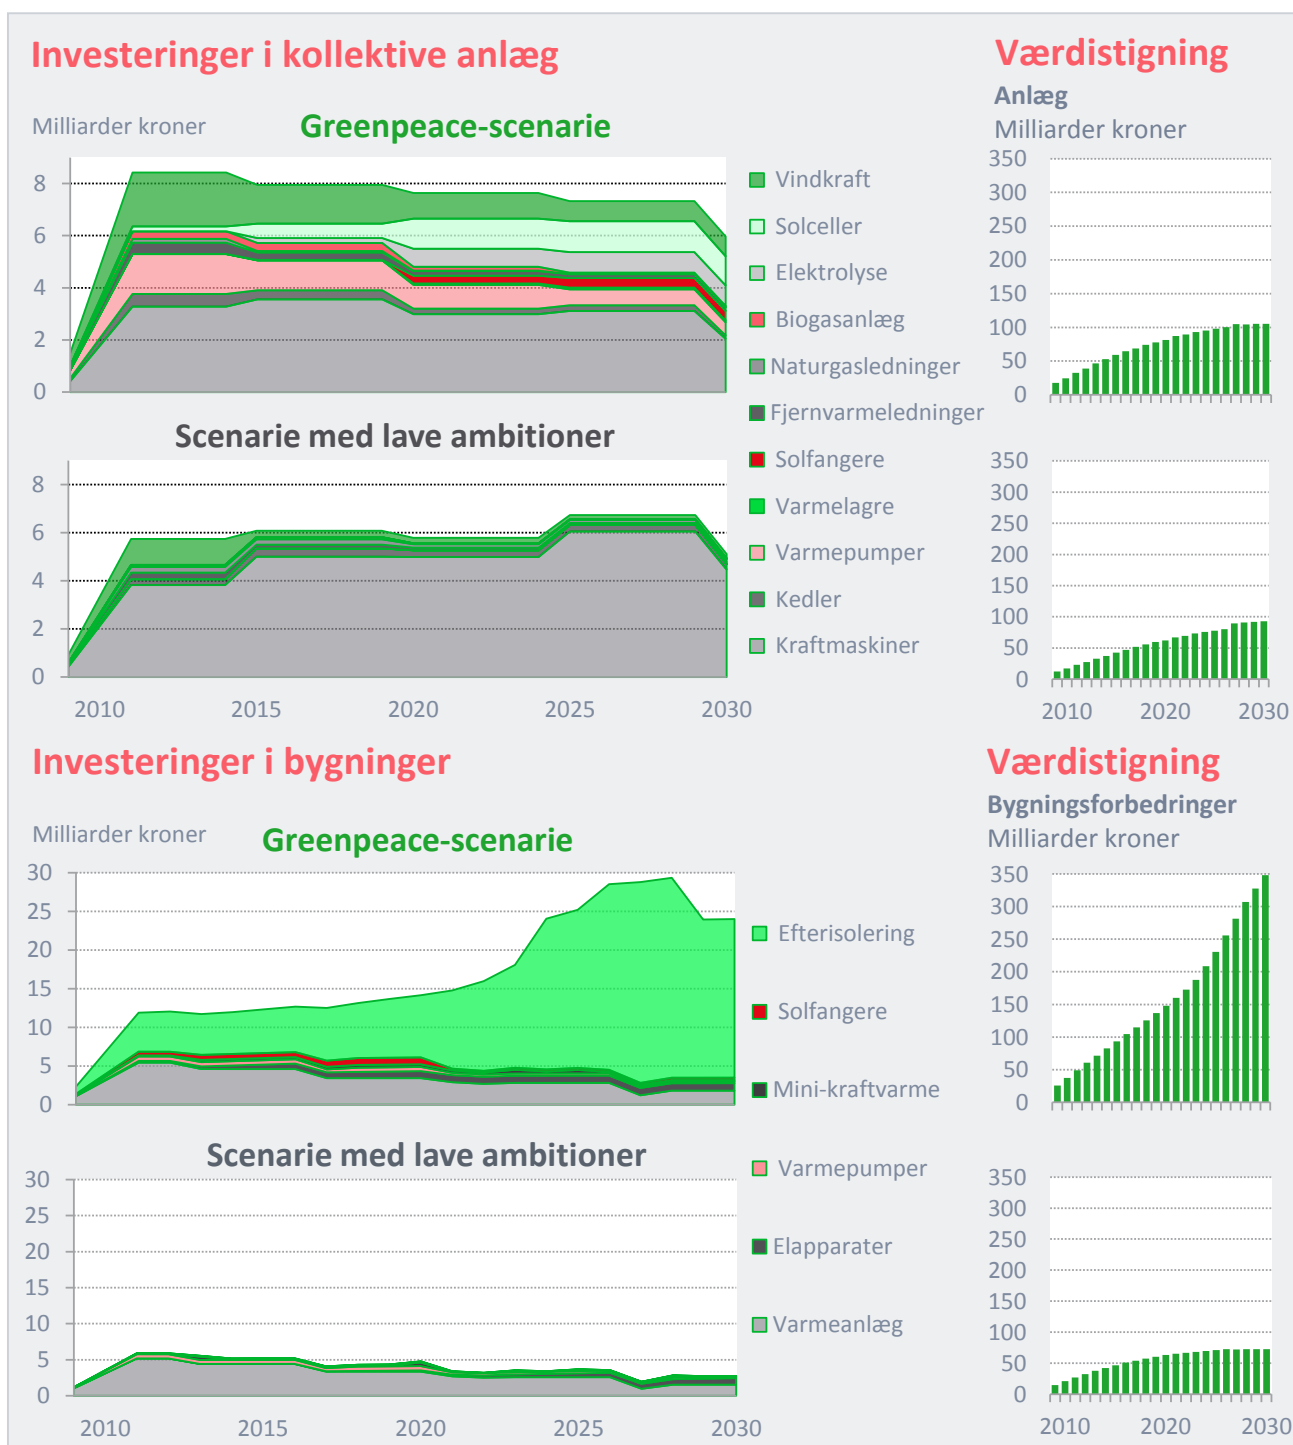 Investeringer i kollektive anlæg
Milliarder kroner
Greenpeace-scenarie
8
6
4
2
0
Scenarie med lave ambitioner
8
6
4
2
0
2010 2015 2020 2025 2030
Vindkraft
Solceller
Elektrolyse
Biogasanlæg
Naturgasledninger
Fjernvarmeledninger
Solfangere
Varmelagre
Varmepumper
Kedler
Kraftmaskiner
Værdistigning
Anlæg
Milliarder kroner
350
300
250
200
150
100
50
0
350
300
250
200
150
100
50
0
2010 2020 2030
Investeringer i bygninger
Milliarder kroner
Greenpeace-scenarie
30
25
20
15
10
5
0
Scenarie med lave ambitioner
30
25
20
15
10
5
0
2010 2015 2020 2025 2030
Efterisolering
Solfangere
Mini-kraftvarme
Varmepumper
Elapparater
Varmeanlæg
Værdistigning
Bygningsforbedringer
Milliarder kroner
350
300
250
200
150
100
50
0
350
300
250
200
150
100
50
0
2010 2020 2030